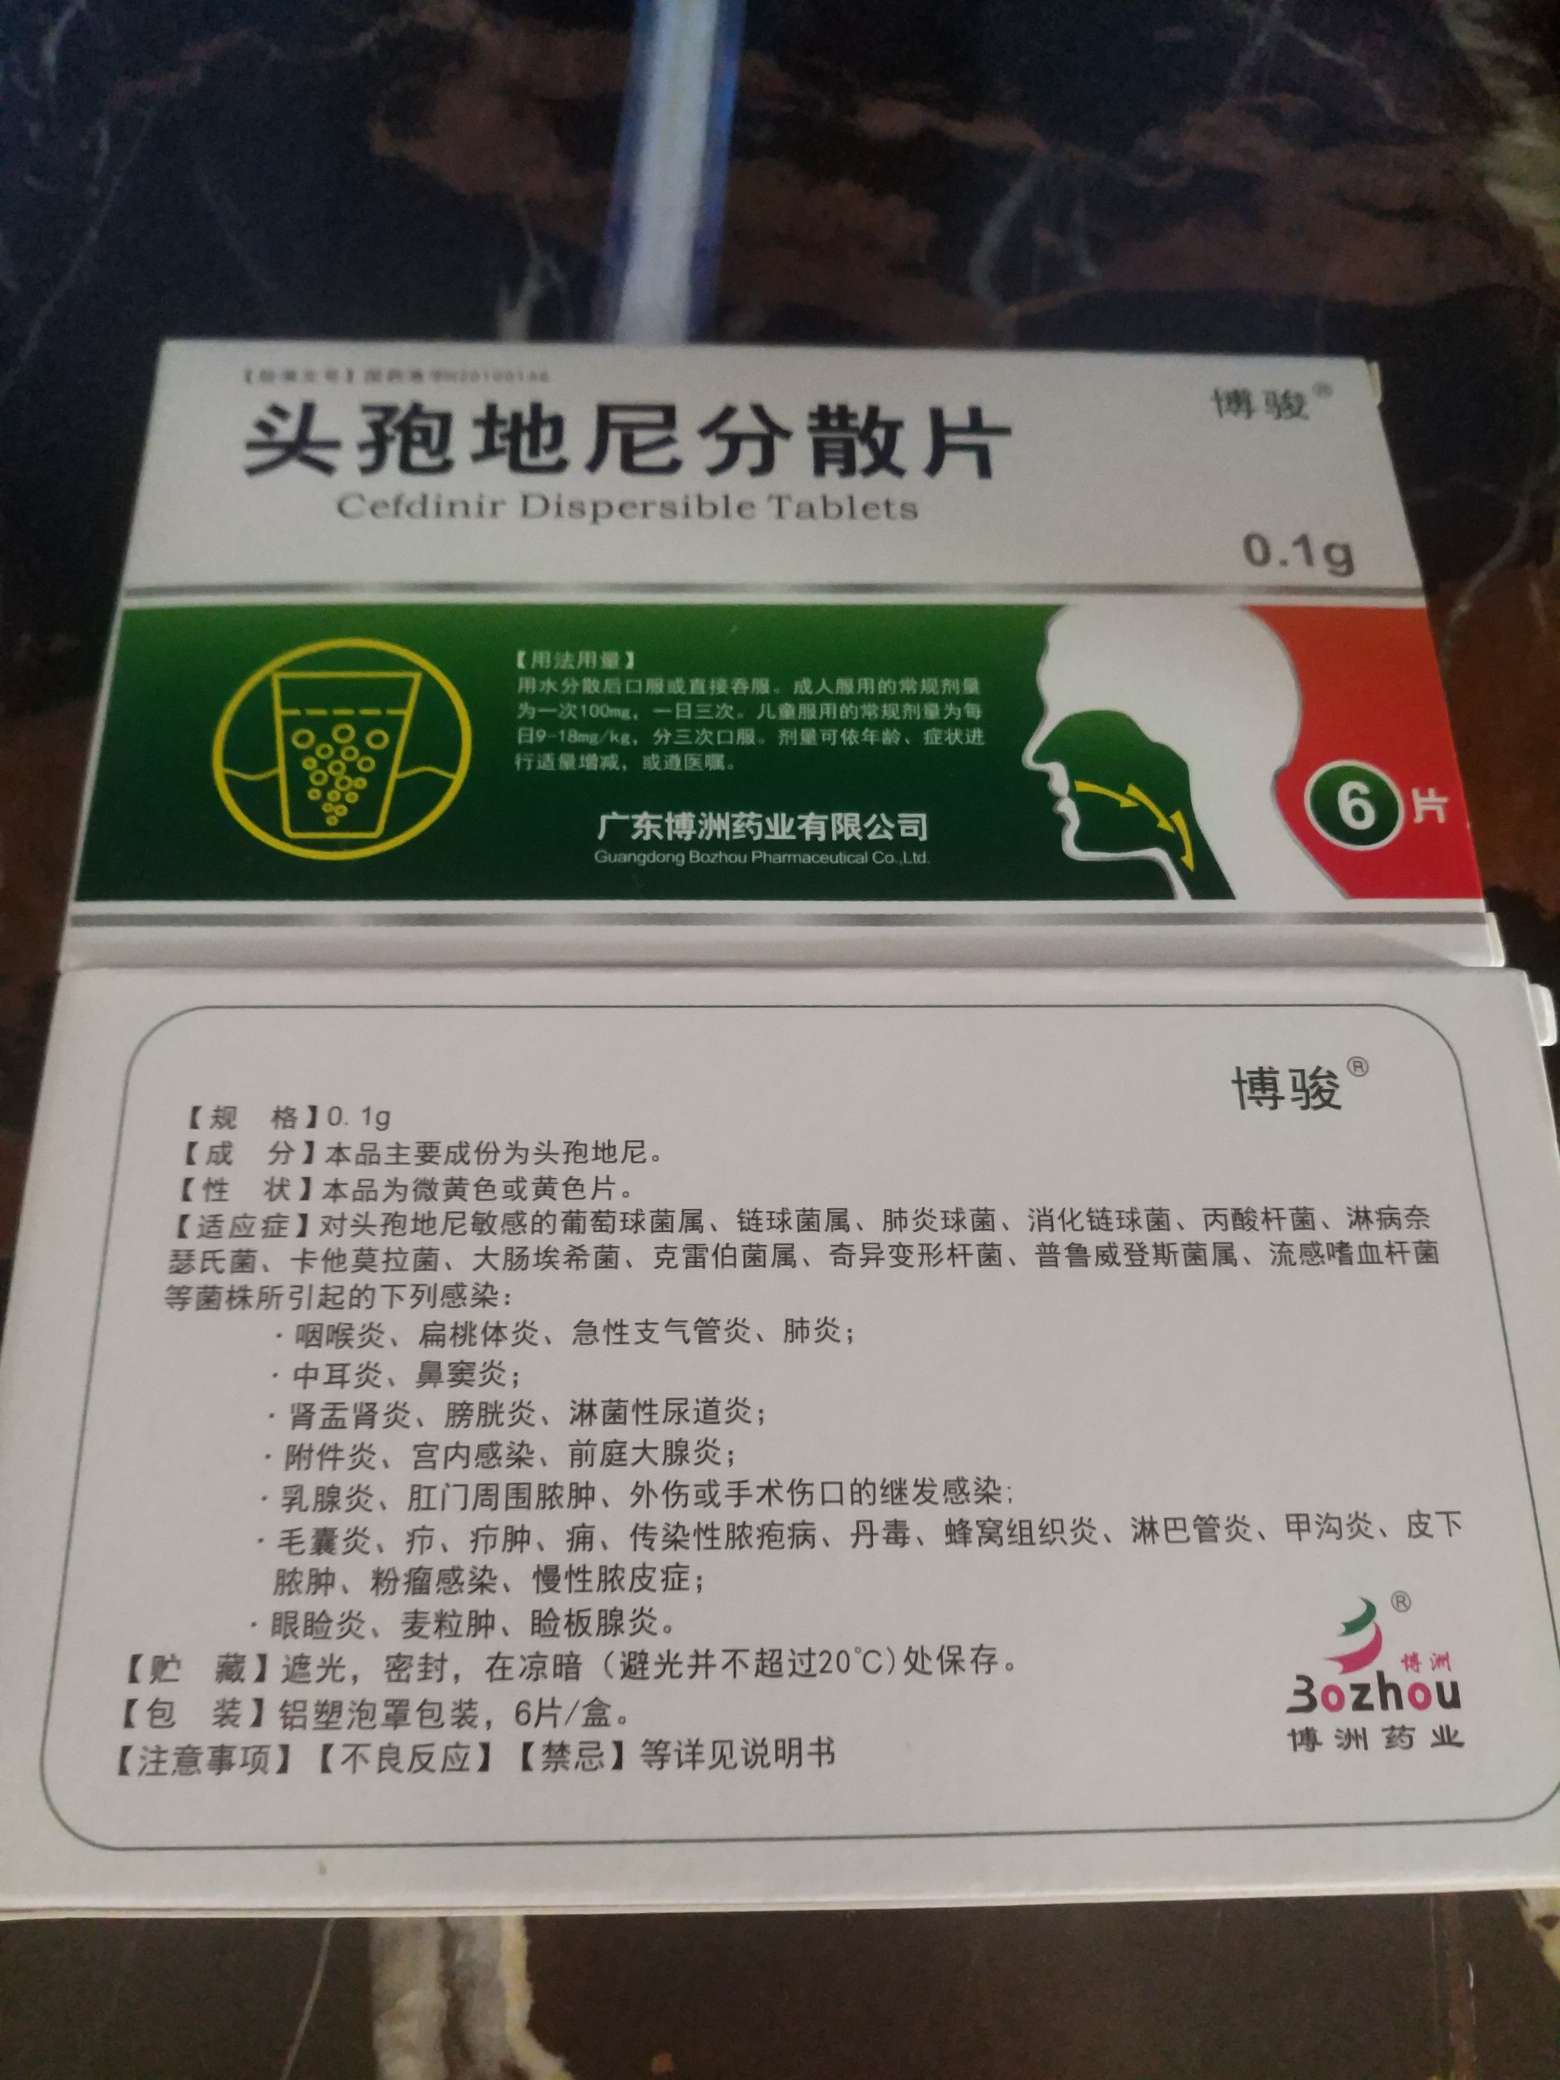 【批准文号】国药准字H20100186
头孢地尼分散片
博骏®
Cefdinir Dispersible Tablets
0.1g
【用法用量】
用水分散后口服或直接吞服。成人服用的常规剂量
为一次100mg，一日三次。儿童服用的常规剂量为每
日9-18mg/kg，分三次口服。剂量可依年龄、症状进
行适量增减，或遵医嘱。
广东博洲药业有限公司
Guangdong Bozhou Pharmaceutical Co.,Ltd.
6片
博骏®
【规 格】0.1g
【成 分】本品主要成份为头孢地尼。
【性 状】本品为微黄色或黄色片。
【适应症】对头孢地尼敏感的葡萄球菌属、链球菌属、肺炎球菌、消化链球菌、丙酸杆菌、淋病奈
瑟氏菌、卡他莫拉菌、大肠埃希菌、克雷伯菌属、奇异变形杆菌、普鲁威登斯菌属、流感嗜血杆菌
等菌株所引起的下列感染：
·咽喉炎、扁桃体炎、急性支气管炎、肺炎；
·中耳炎、鼻窦炎；
·肾盂肾炎、膀胱炎、淋菌性尿道炎；
·附件炎、宫内感染、前庭大腺炎；
·乳腺炎、肛门周围脓肿、外伤或手术伤口的继发感染；
·毛囊炎、疖、疖肿、痈、传染性脓疱病、丹毒、蜂窝组织炎、淋巴管炎、甲沟炎、皮下
脓肿、粉瘤感染、慢性脓皮症；
·眼睑炎、麦粒肿、睑板腺炎。
【贮 藏】遮光，密封，在凉暗（避光并不超过20℃）处保存。
【包 装】铝塑泡罩包装，6片/盒。
【注意事项】【不良反应】【禁忌】等详见说明书
®
博洲
Bozhou
博洲药业